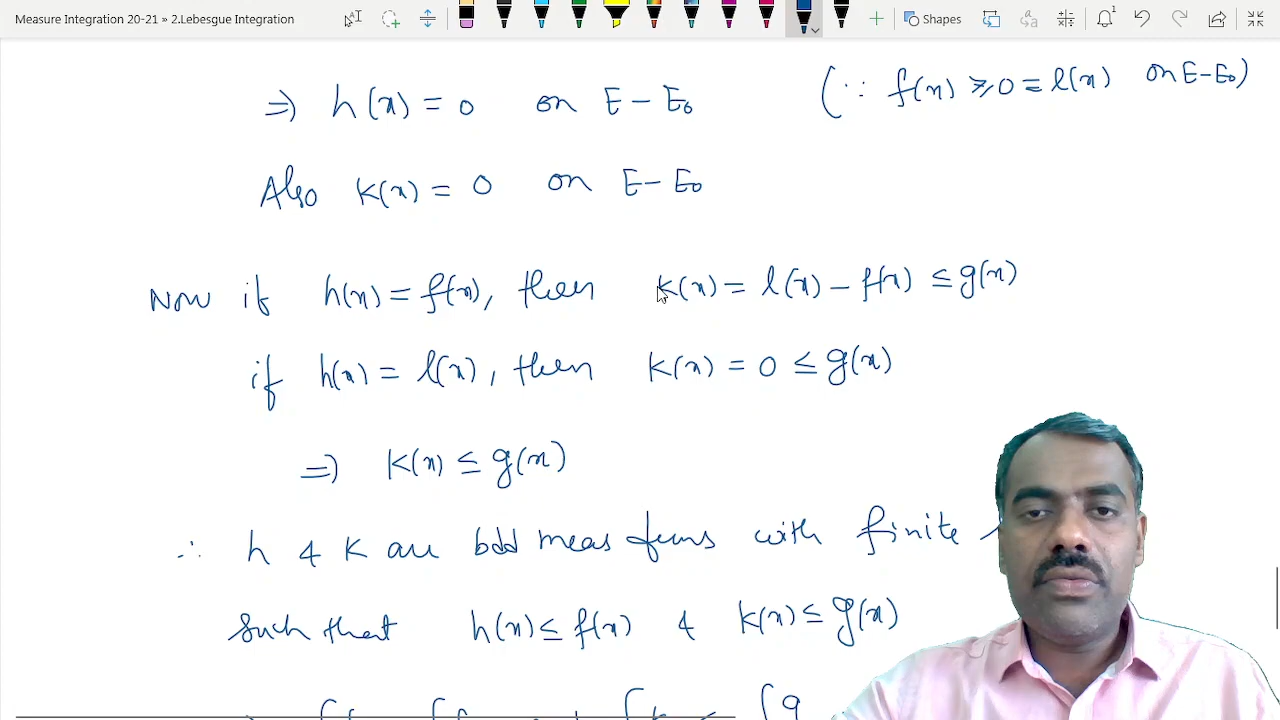 Measure Integration 20-21 » 2.Lebesgue Integration
Shapes
⇒ h(x) = 0 on E - E₀ (∵ f(x) ≥ 0 = l(x) on E-E₀)
Also k(x) = 0 on E - E₀
Now if h(x) = f(x), then k(x) = l(x) - f(x) ≤ g(x)
if h(x) = l(x), then k(x) = 0 ≤ g(x)
⇒ k(x) ≤ g(x)
∴ h & k are bdd meas funs with finite
such that h(x) ≤ f(x) & k(x) ≤ g(x)